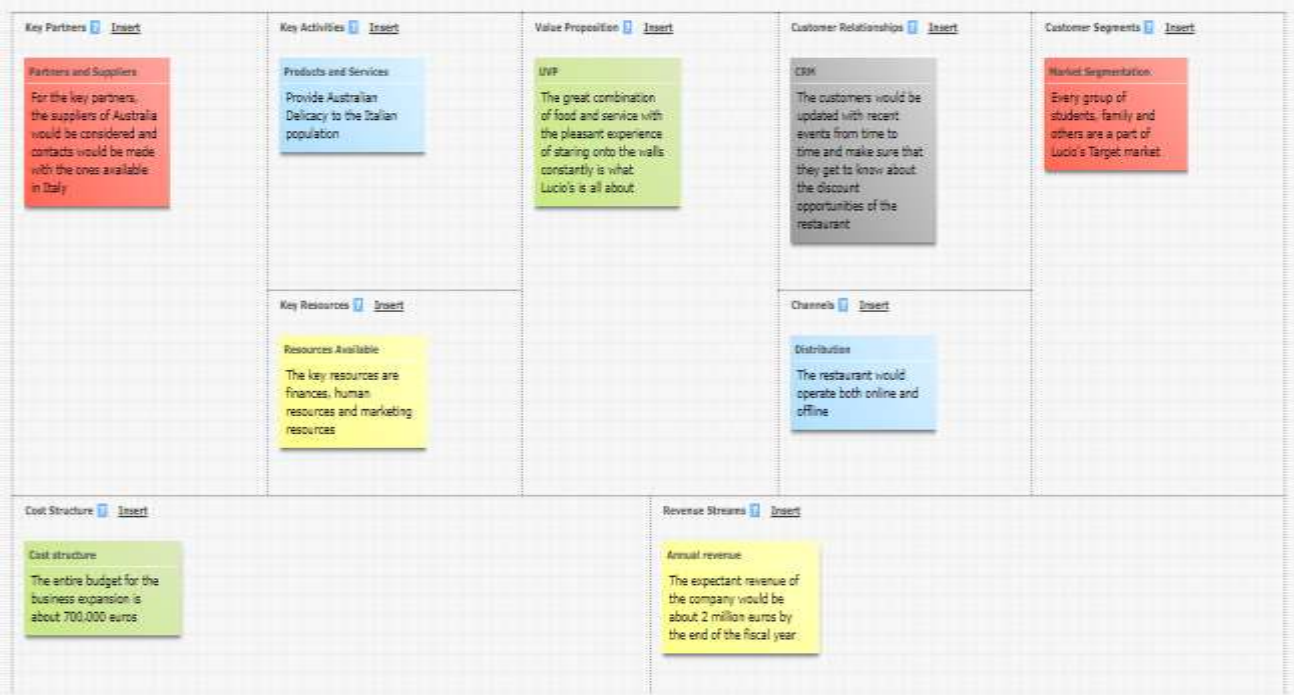 Key Partners ? Insert
Partners and Suppliers
For the key partners,
the suppliers of Australia
would be considered and
contacts would be made
with the ones available
in Italy
Key Activities ? Insert
Products and Services
Provide Australian
Delicacy to the Italian
population
Key Resources ? Insert
Resources Available
The key resources are
finances, human
resources and marketing
resources
Value Proposition ? Insert
UVP
The great combination
of food and service with
the pleasant experience
of staring onto the walls
constantly is what
Lucio's is all about
Customer Relationships ? Insert
CRM
The customers would be
updated with recent
events from time to
time and make sure that
they get to know about
the discount
opportunities of the
restaurant
Channels ? Insert
Distribution
The restaurant would
operate both online and
offline
Customer Segments ? Insert
Market Segmentation
Every group of
students, family and
others are a part of
Lucio's Target market
Cost Structure ? Insert
Cost structure
The entire budget for the
business expansion is
about 700,000 euros
Revenue Streams ? Insert
Annual revenue
The expectant revenue of
the company would be
about 2 million euros by
the end of the fiscal year